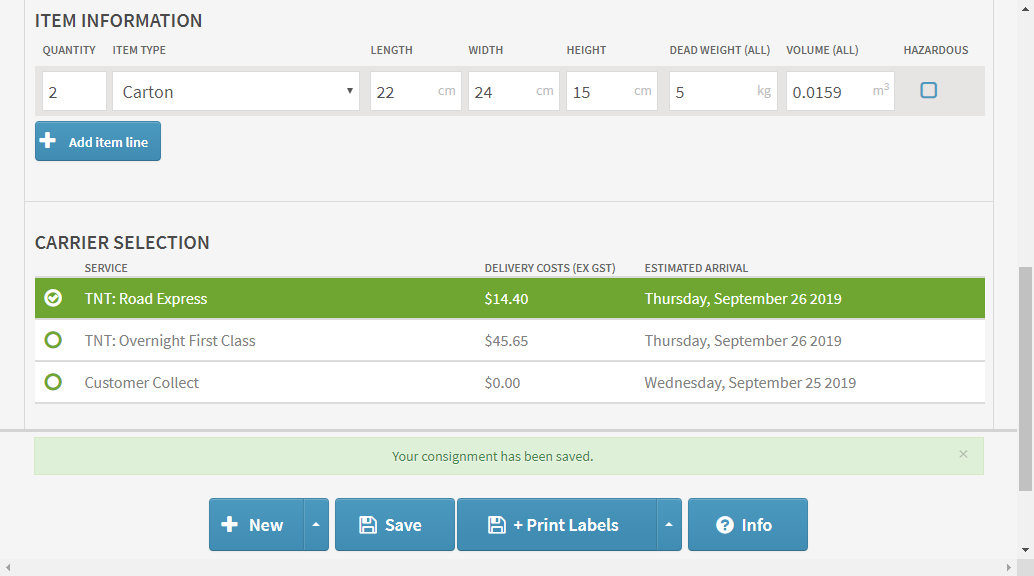 ITEM INFORMATION
QUANTITY ITEM TYPE LENGTH WIDTH HEIGHT DEAD WEIGHT (ALL) VOLUME (ALL) HAZARDOUS
2 Carton 22 cm 24 cm 15 cm 5 kg 0.0159 m³
Add item line
CARRIER SELECTION
SERVICE DELIVERY COSTS (EX GST) ESTIMATED ARRIVAL
TNT: Road Express $14.40 Thursday, September 26 2019
TNT: Overnight First Class $45.65 Thursday, September 26 2019
Customer Collect $0.00 Wednesday, September 25 2019
Your consignment has been saved. ×
New Save + Print Labels Info